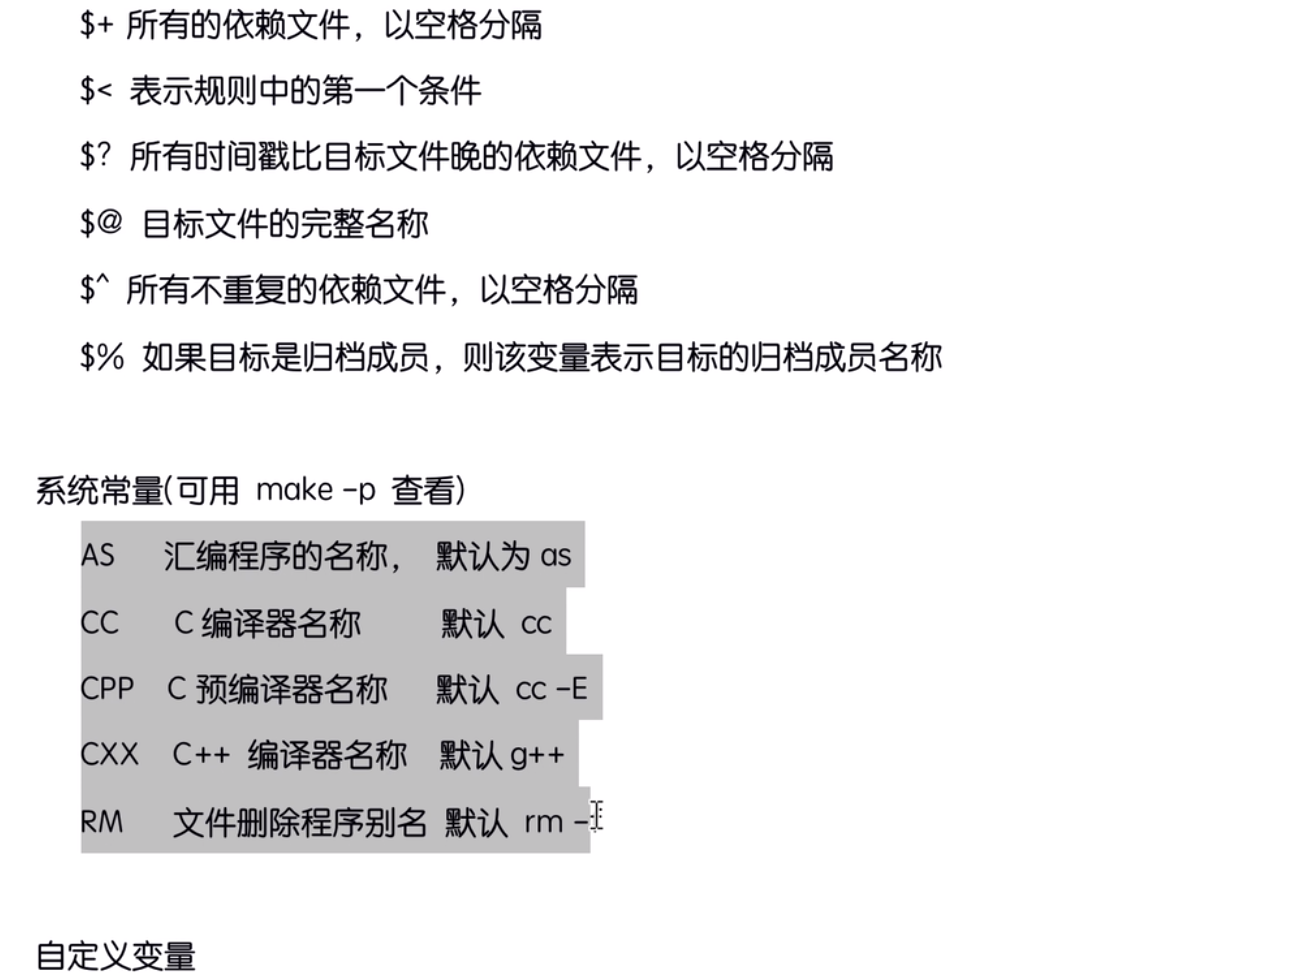 $+ 所有的依赖文件，以空格分隔
$< 表示规则中的第一个条件
$? 所有时间戳比目标文件晚的依赖文件，以空格分隔
$@ 目标文件的完整名称
$^ 所有不重复的依赖文件，以空格分隔
$% 如果目标是归档成员，则该变量表示目标的归档成员名称
系统常量(可用 make -p 查看)
AS 汇编程序的名称， 默认为 as
CC C 编译器名称 默认 cc
CPP C 预编译器名称 默认 cc -E
CXX C++ 编译器名称 默认 g++
RM 文件删除程序别名 默认 rm -
自定义变量